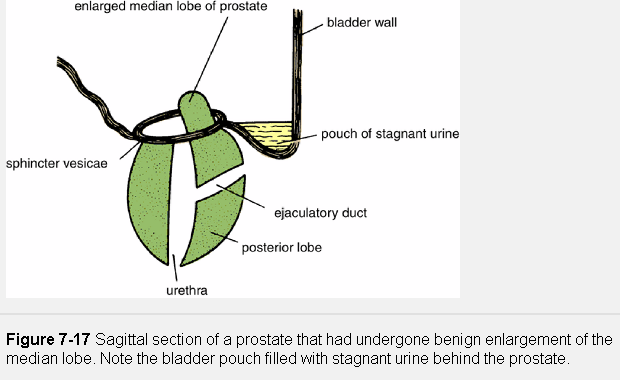 enlarged median lobe of prostate
bladder wall
pouch of stagnant urine
sphincter vesicae
ejaculatory duct
posterior lobe
urethra
Figure 7-17 Sagittal section of a prostate that had undergone benign enlargement of the
median lobe. Note the bladder pouch filled with stagnant urine behind the prostate.